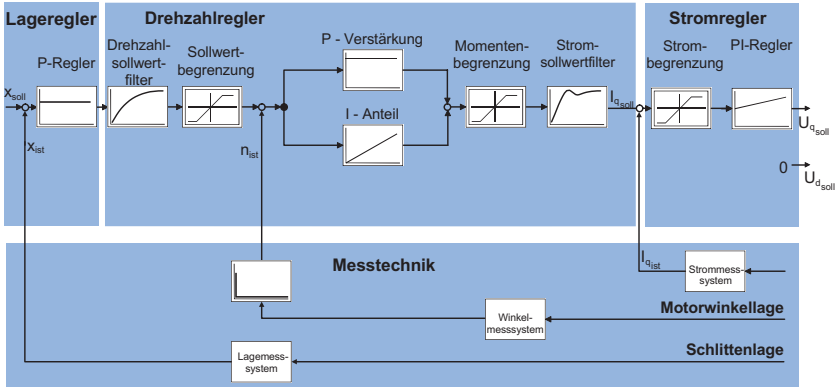 Lageregler
Drehzahlregler
Stromregler
P-Regler
Drehzahl-
sollwert-
filter
Sollwert-
begrenzung
P - Verstärkung
I - Anteil
Momenten-
begrenzung
Strom-
sollwertfilter
Strom-
begrenzung
PI-Regler
x_soll
x_ist
n_ist
I_q_soll
U_q_soll
0
U_d_soll
Messtechnik
I_q_ist
Strommess-
system
Motorwinkellage
Winkel-
messsystem
Schlittenlage
Lagemess-
system